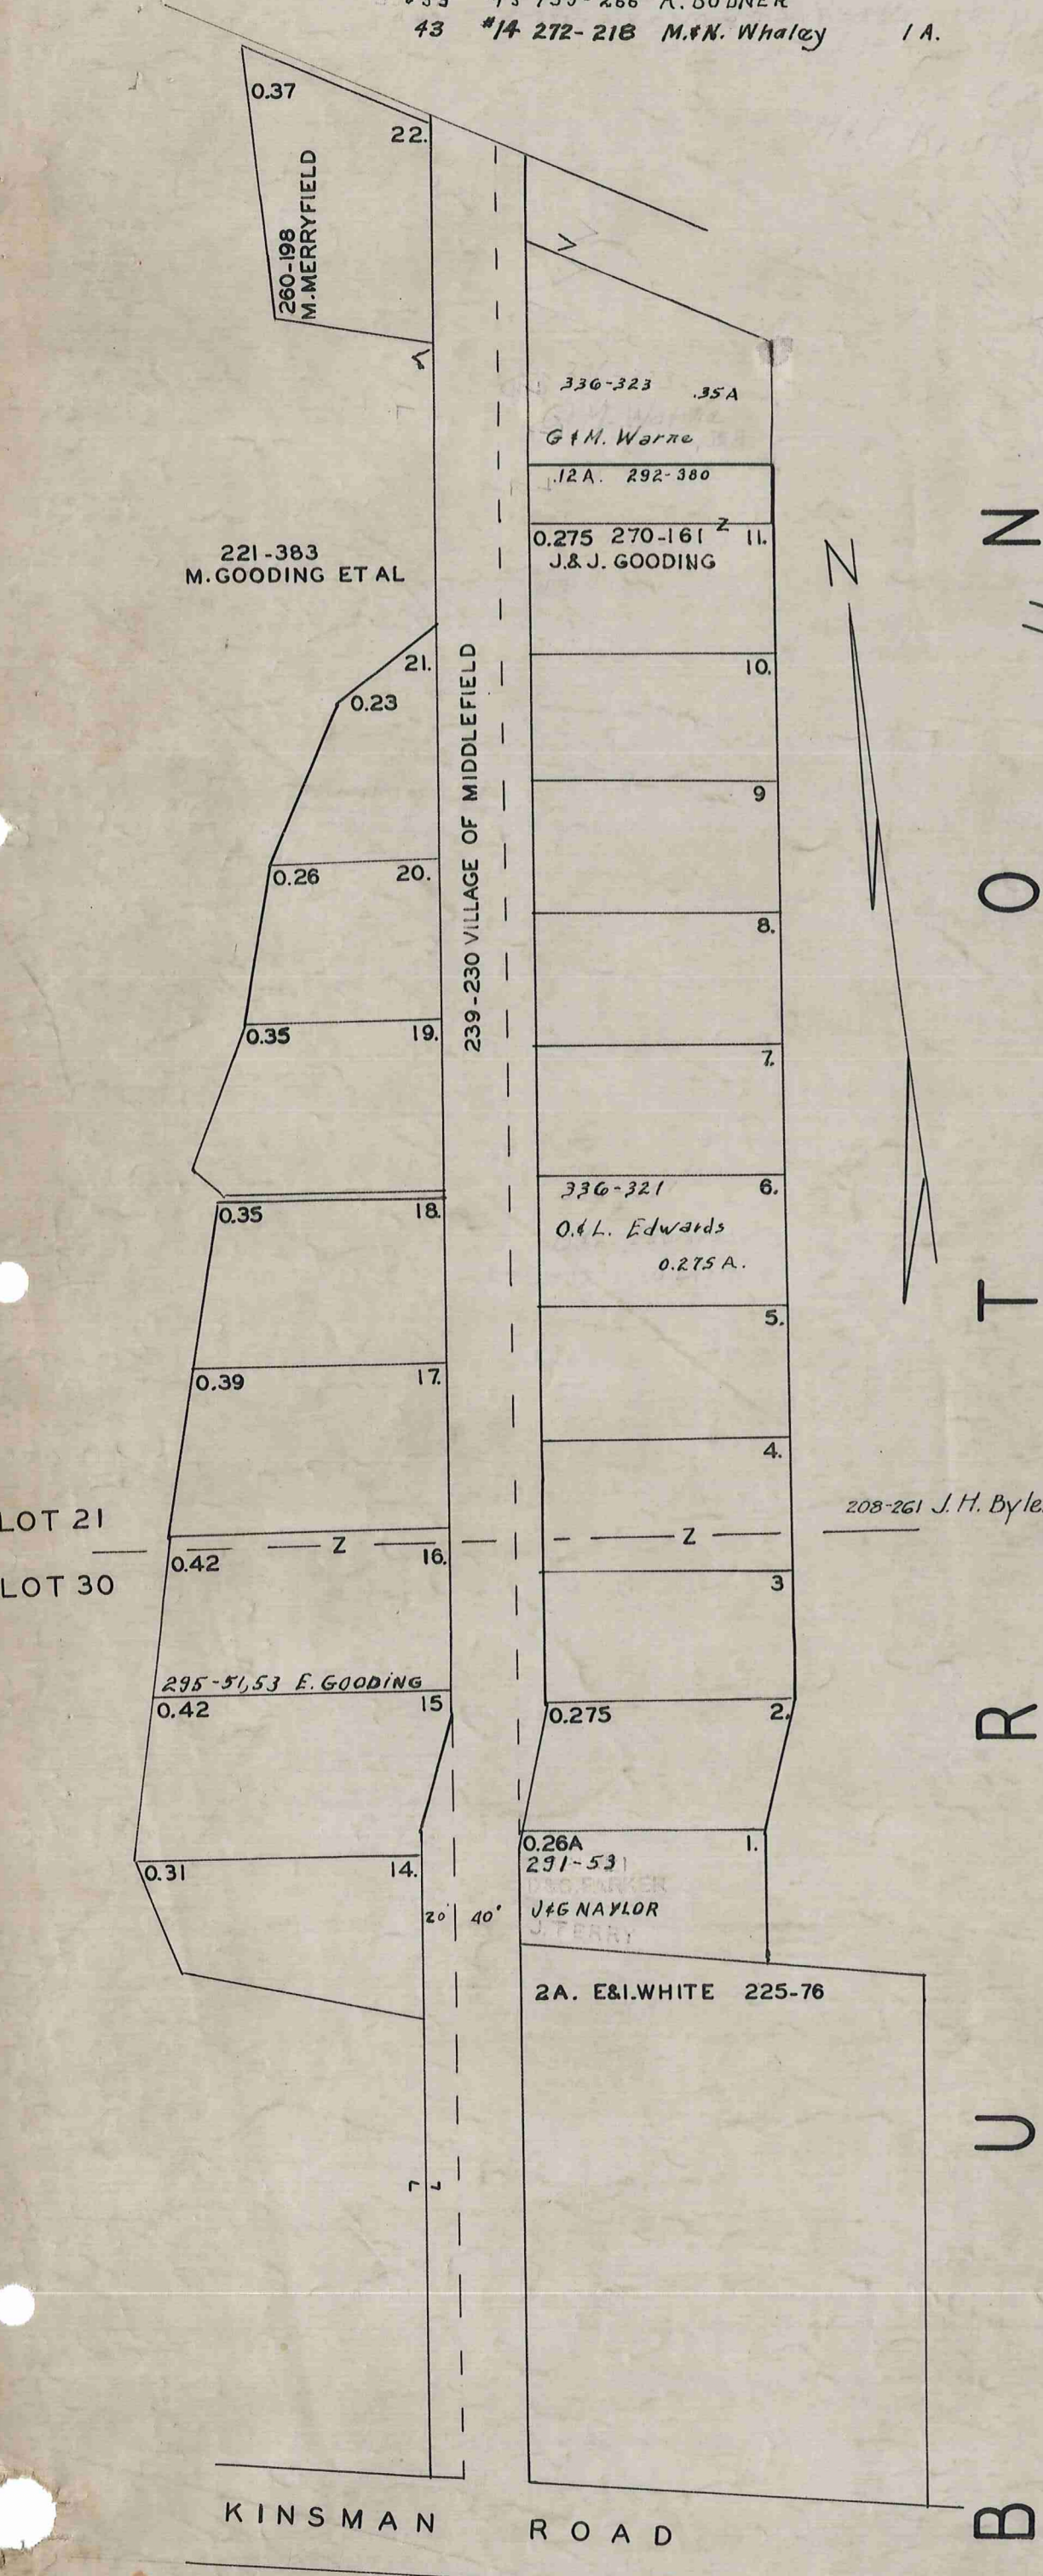 43 #14 272-218 M.&N. Whaley 1 A.
0.37
22.
260-198
M.MERRYFIELD
336-323 .35A
G & M. Warne
.12A. 292-380
0.275 270-161 Z 11.
J.& J. GOODING
N
221-383
M.GOODING ET AL
21.
0.23
10.
9
239-230 VILLAGE OF MIDDLEFIELD
0.26 20.
8.
0.35 19.
7.
336-321 6.
O.& L. Edwards
0.275 A.
0.35 18.
5.
0.39 17.
4.
208-261 J.H. Byle
LOT 21
Z
Z
0.42 16.
LOT 30
3
295-51,53 E. GOODING
0.42 15
0.275 2.
0.26A 1.
291-531
D&C.PARKER
J&G NAYLOR
J. TERRY
0.31 14.
20' 40'
2A. E&I.WHITE 225-76
KINSMAN ROAD
BURTON